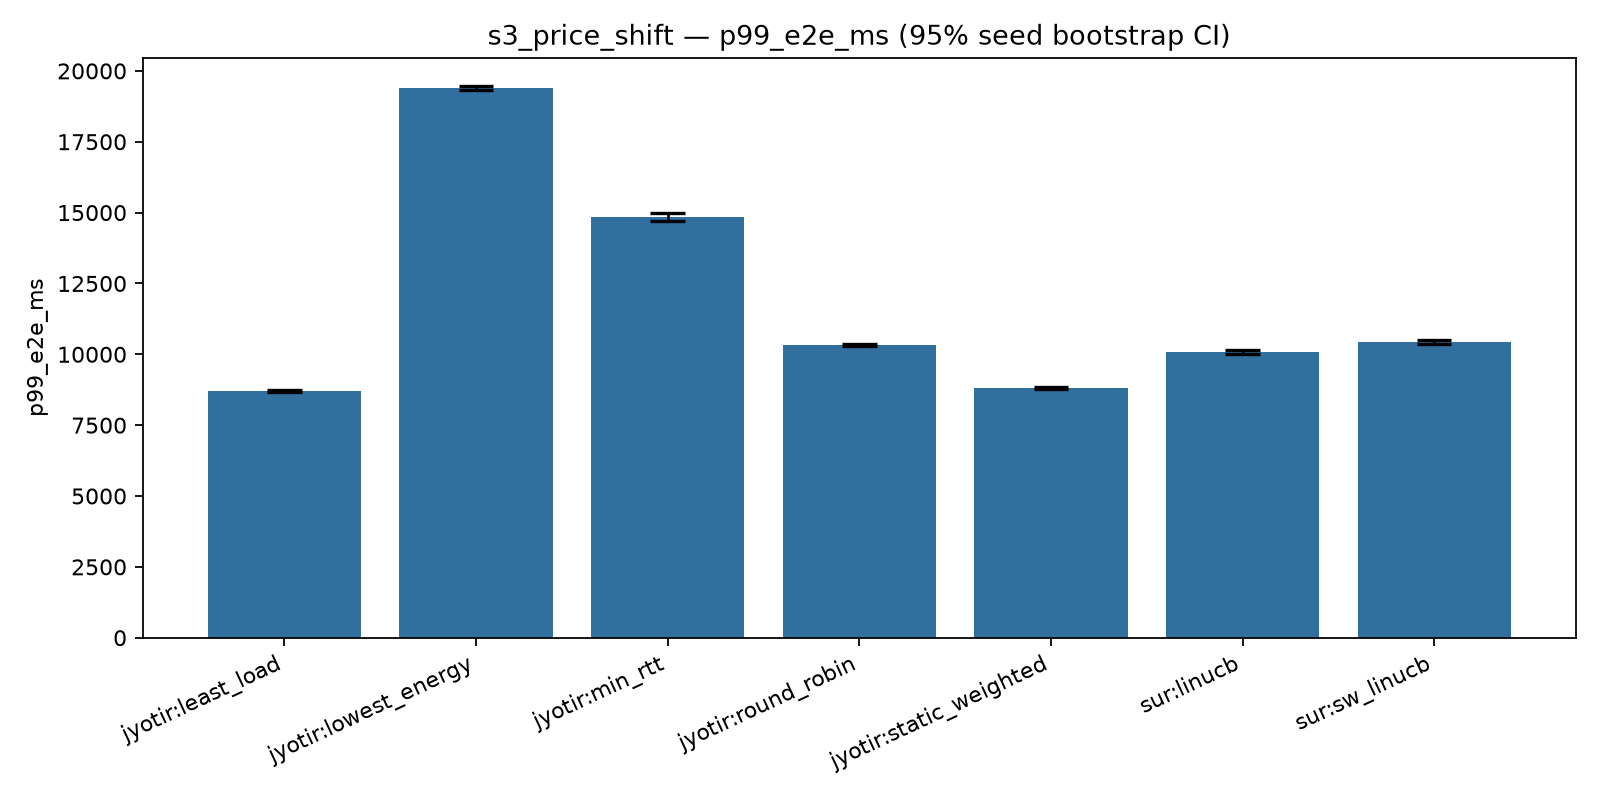 s3_price_shift — p99_e2e_ms (95% seed bootstrap CI)
p99_e2e_ms
20000
17500
15000
12500
10000
7500
5000
2500
0
jyotir:least_load
jyotir:lowest_energy
jyotir:min_rtt
jyotir:round_robin
jyotir:static_weighted
sur:linucb
sur:sw_linucb